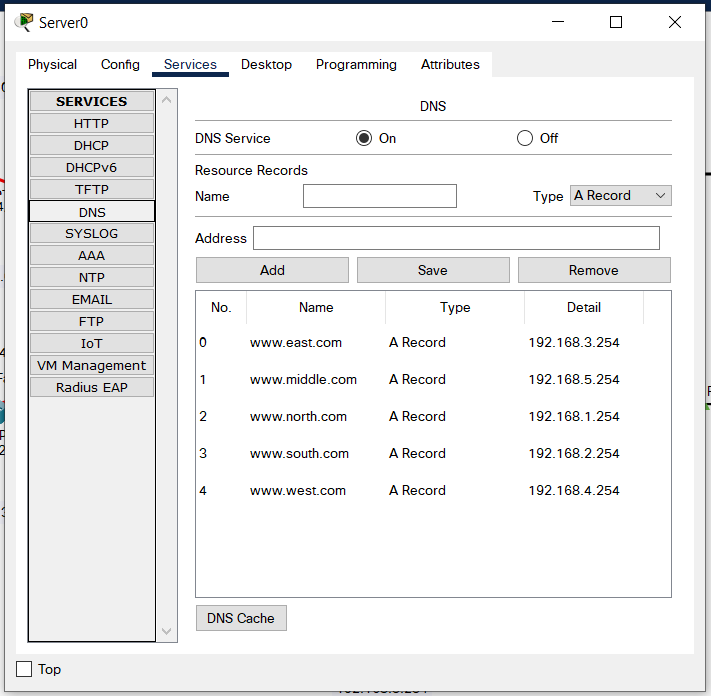 Server0
Physical Config Services Desktop Programming Attributes
SERVICES
HTTP
DHCP
DHCPv6
TFTP
DNS
SYSLOG
AAA
NTP
EMAIL
FTP
IoT
VM Management
Radius EAP
DNS
DNS Service On Off
Resource Records
Name Type A Record
Address
Add Save Remove
No. Name Type Detail
0 www.east.com A Record 192.168.3.254
1 www.middle.com A Record 192.168.5.254
2 www.north.com A Record 192.168.1.254
3 www.south.com A Record 192.168.2.254
4 www.west.com A Record 192.168.4.254
DNS Cache
Top